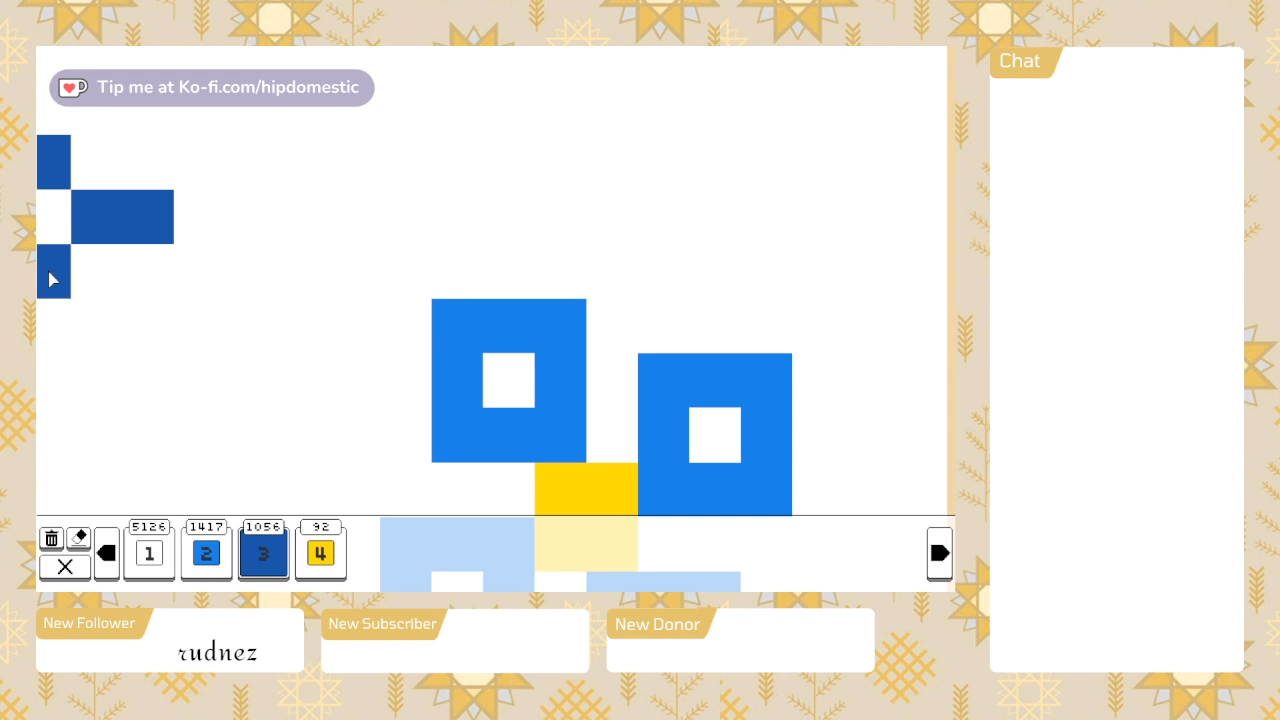 Tip me at Ko-fi.com/hipdomestic
Chat
5126
1417
1056
92
1
2
3
4
New Follower
New Subscriber
New Donor
rudnez